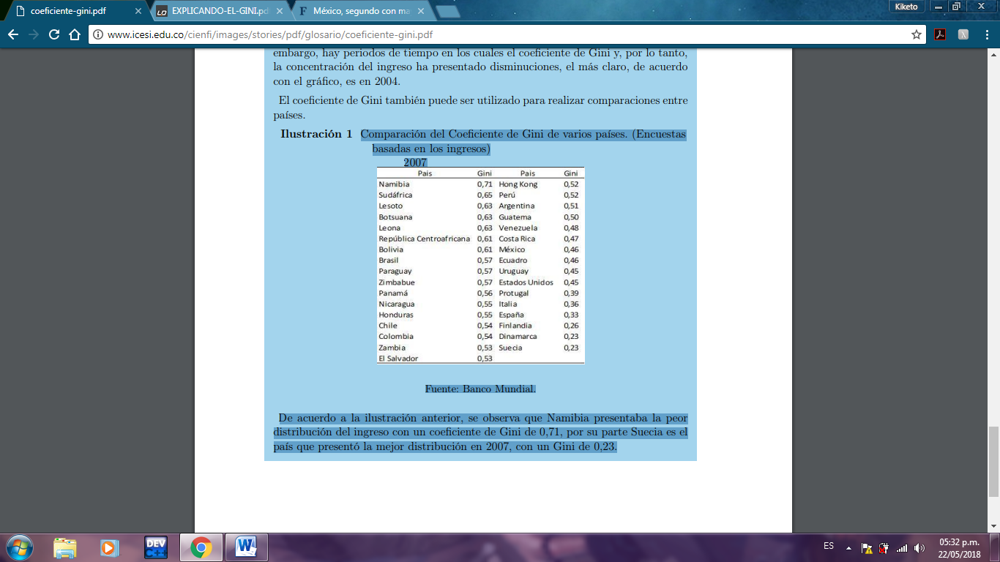 coeficiente-gini.pdf
EXPLICANDO-EL-GINI.pd
México, segundo con ma
Kiketo
www.icesi.edu.co/cienfi/images/stories/pdf/glosario/coeficiente-gini.pdf
embargo, hay periodos de tiempo en los cuales el coeficiente de Gini y, por lo tanto,
la concentración del ingreso ha presentado disminuciones, el más claro, de acuerdo
con el gráfico, es en 2004.
El coeficiente de Gini también puede ser utilizado para realizar comparaciones entre
países.
Ilustración 1 Comparación del Coeficiente de Gini de varios países. (Encuestas
basadas en los ingresos)
2007
Pais Gini Pais Gini
Namibia 0,71 Hong Kong 0,52
Sudáfrica 0,65 Perú 0,52
Lesoto 0,63 Argentina 0,51
Botsuana 0,63 Guatema 0,50
Leona 0,63 Venezuela 0,48
República Centroafricana 0,61 Costa Rica 0,47
Bolivia 0,61 México 0,46
Brasil 0,57 Ecuadro 0,46
Paraguay 0,57 Uruguay 0,45
Zimbabue 0,57 Estados Unidos 0,45
Panamá 0,56 Protugal 0,39
Nicaragua 0,55 Italia 0,36
Honduras 0,55 España 0,33
Chile 0,54 Finlandia 0,26
Colombia 0,54 Dinamarca 0,23
Zambia 0,53 Suecia 0,23
El Salvador 0,53
Fuente: Banco Mundial.
De acuerdo a la ilustración anterior, se observa que Namibia presentaba la peor
distribución del ingreso con un coeficiente de Gini de 0,71, por su parte Suecia es el
país que presentó la mejor distribución en 2007, con un Gini de 0,23.
DEV
C++
ES
05:32 p.m.
22/05/2018